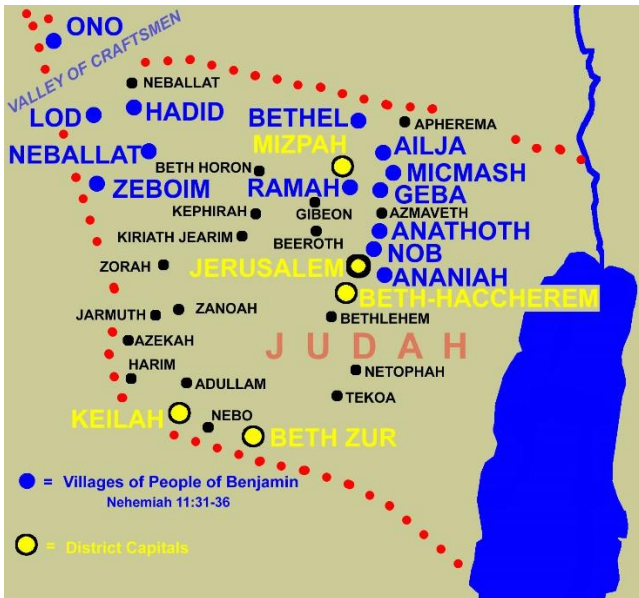 ONO
VALLEY OF CRAFTSMEN
NEBALLAT
LOD
HADID
BETHEL
APHEREMA
MIZPAH
AILJA
NEBALLAT
BETH HORON
MICMASH
ZEBOIM
RAMAH
GEBA
KEPHIRAH
GIBEON
AZMAVETH
KIRIATH JEARIM
BEEROTH
ANATHOTH
NOB
ZORAH
JERUSALEM
ANANIAH
BETH-HACCHEREM
JARMUTH
ZANOAH
BETHLEHEM
AZEKAH
JUDAH
HARIM
NETOPHAH
ADULLAM
TEKOA
KEILAH
NEBO
BETH ZUR
= Villages of People of Benjamin
Nehemiah 11:31-36
= District Capitals